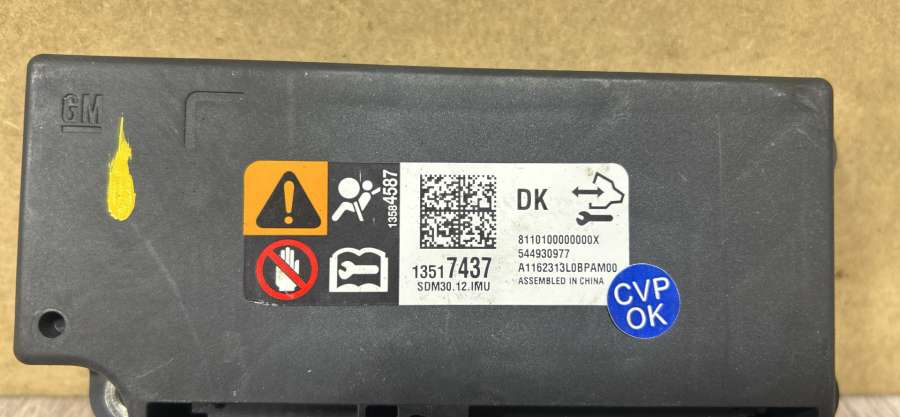 GM
13584587
13517437
SDM30.12.IMU
DK
8110100000000X
544930977
A1162313L0BPAM00
ASSEMBLED IN CHINA
CVP
OK